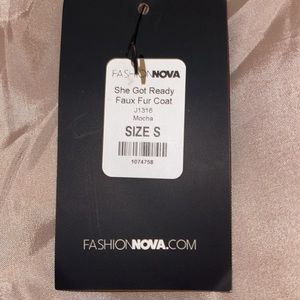 FASHIONNOVA
She Got Ready
Faux Fur Coat
J1316
Mocha
SIZE S
1074758
FASHIONNOVA.COM